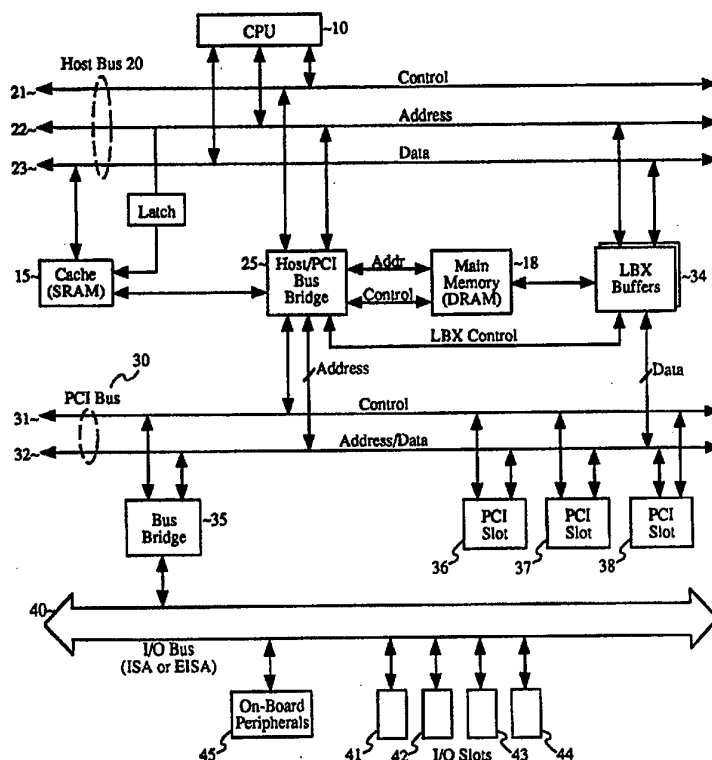 CPU
~10
Host Bus 20
21~
Control
22~
Address
23~
Data
Latch
15
Cache
(SRAM)
25
Host/PCI
Bus
Bridge
Addr
Control
Main
Memory
(DRAM)
~18
LBX
Buffers
~34
LBX Control
30
PCI Bus
Address
Data
31~
Control
32~
Address/Data
Bus
Bridge
~35
PCI
Slot
36
PCI
Slot
37
PCI
Slot
38
40
I/O Bus
(ISA or EISA)
On-Board
Peripherals
45
41
42
I/O Slots
43
44